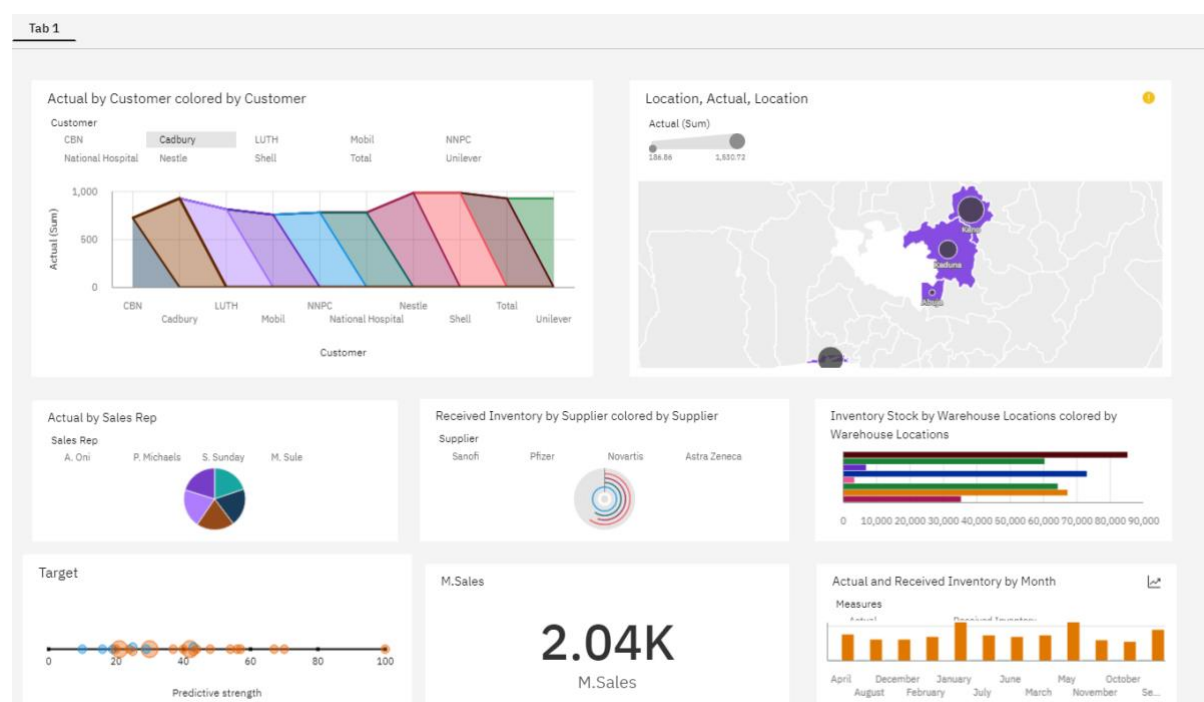 Tab 1
Actual by Customer colored by Customer
Customer
CBN Cadbury LUTH Mobil NNPC
National Hospital Nestle Shell Total Unilever
1,000
500
0
Actual (Sum)
CBN LUTH NNPC Nestle Total
Cadbury Mobil National Hospital Shell Unilever
Customer
Location, Actual, Location
Actual (Sum)
186.86 1,530.72
Kano
Kaduna
Abuja
Actual by Sales Rep
Sales Rep
A. Oni P. Michaels S. Sunday M. Sule
Received Inventory by Supplier colored by Supplier
Supplier
Sanofi Pfizer Novartis Astra Zeneca
Inventory Stock by Warehouse Locations colored by
Warehouse Locations
0 10,000 20,000 30,000 40,000 50,000 60,000 70,000 80,000 90,000
Target
0 20 40 60 80 100
Predictive strength
M.Sales
2.04K
M.Sales
Actual and Received Inventory by Month
Measures
Actual Received Inventory
April December January June May October
August February July March November Se...